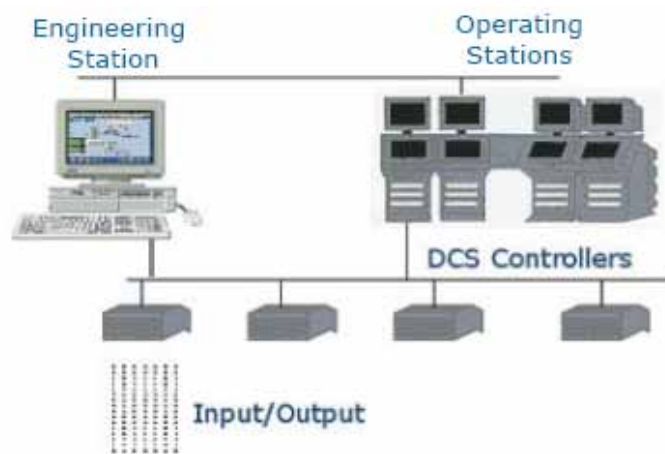 Engineering
Station
Operating
Stations
DCS Controllers
Input/Output